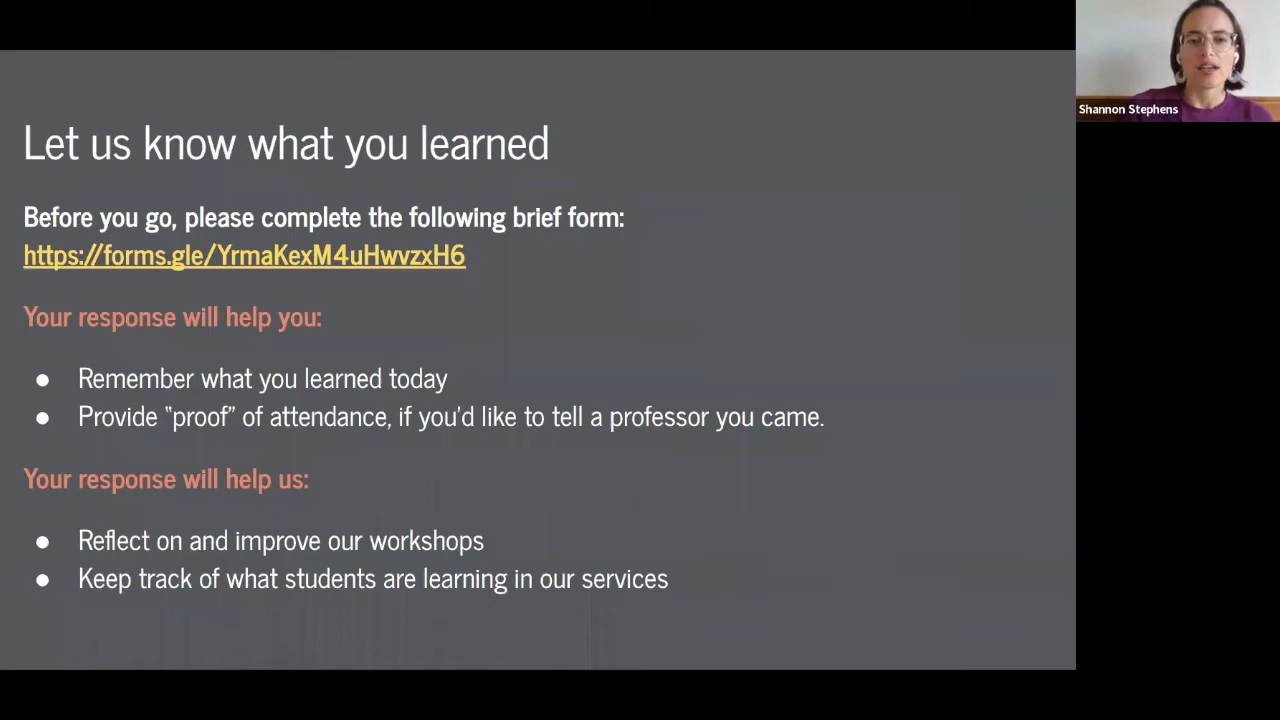 Let us know what you learned
Before you go, please complete the following brief form:
https://forms.gle/YrmaKexM4uHwvzxH6
Your response will help you:
● Remember what you learned today
● Provide “proof” of attendance, if you’d like to tell a professor you came.
Your response will help us:
● Reflect on and improve our workshops
● Keep track of what students are learning in our services
Shannon Stephens